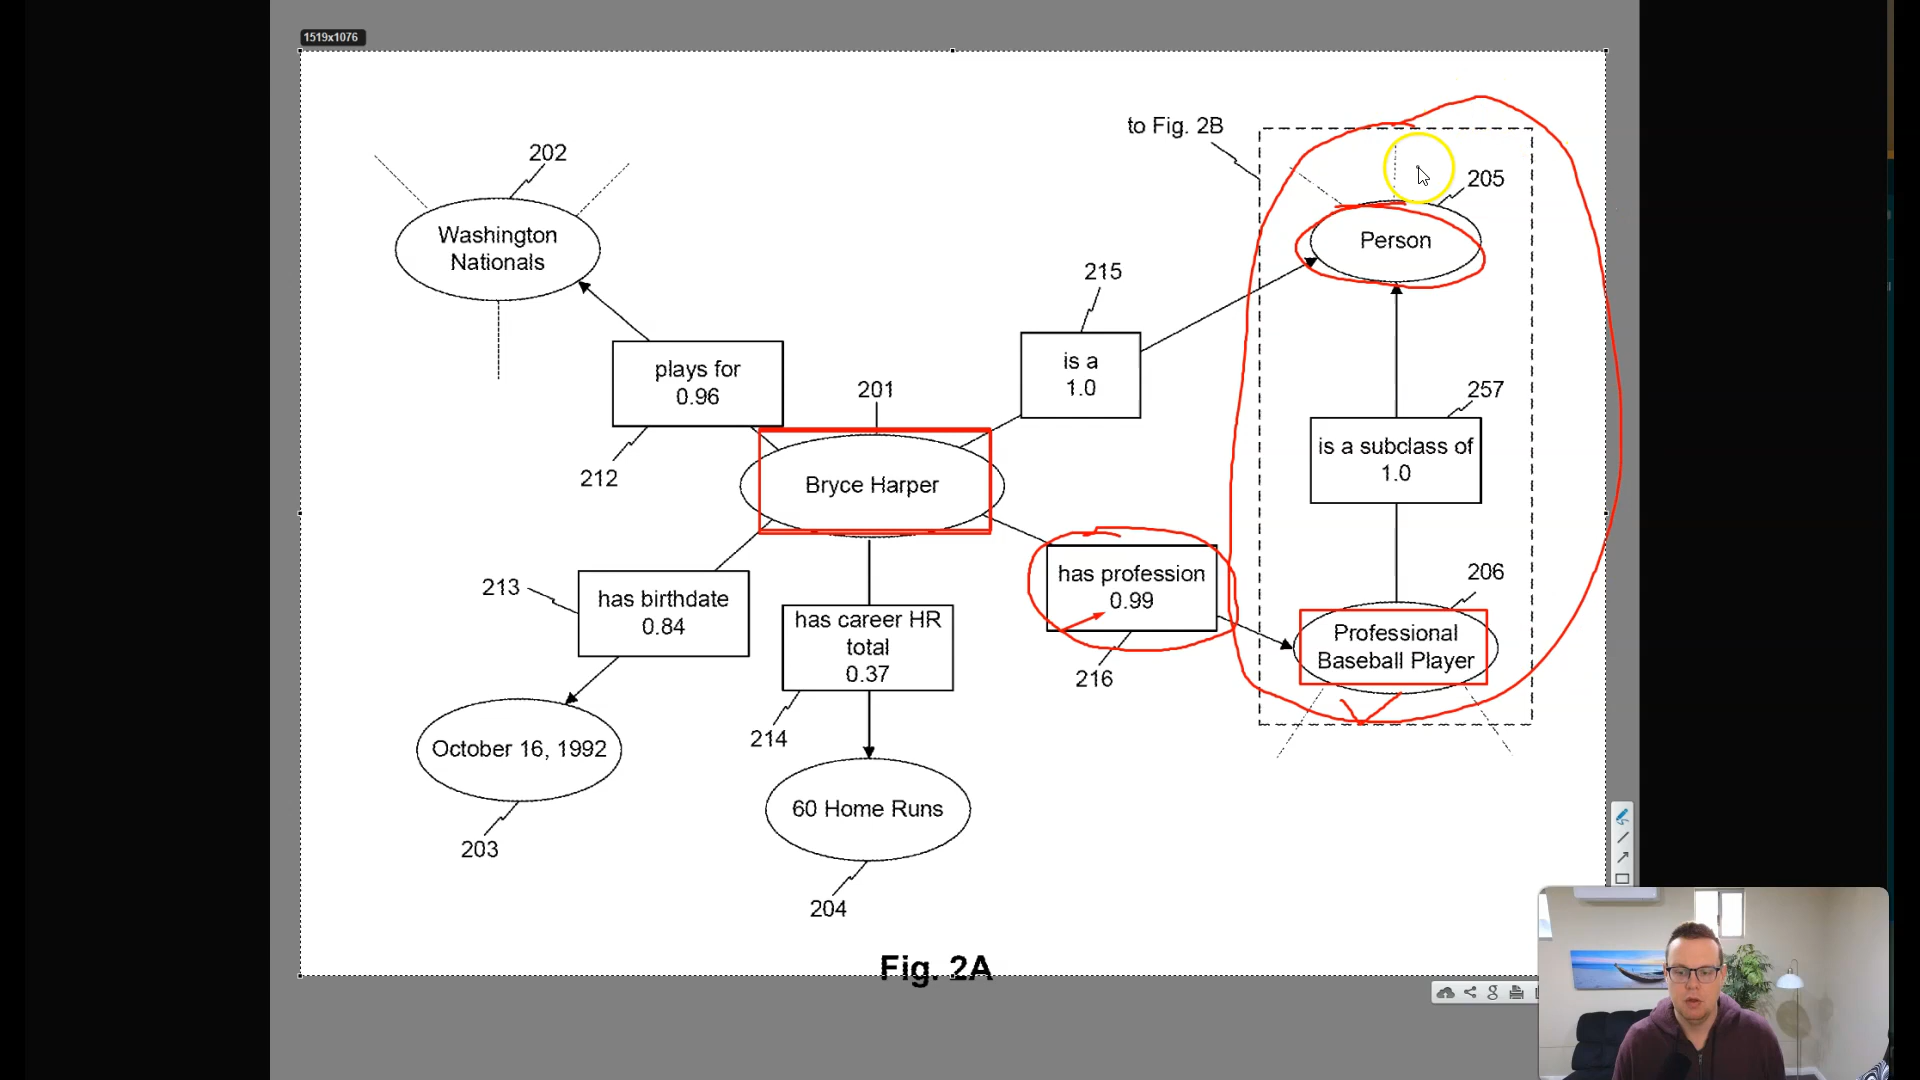 1519x1076
to Fig. 2B
202
205
Washington
Nationals
Person
215
plays for
0.96
is a
1.0
201
257
212
Bryce Harper
is a subclass of
1.0
213
has birthdate
0.84
has career HR
total
0.37
has profession
0.99
206
Professional
Baseball Player
216
214
October 16, 1992
60 Home Runs
203
204
Fig. 2A